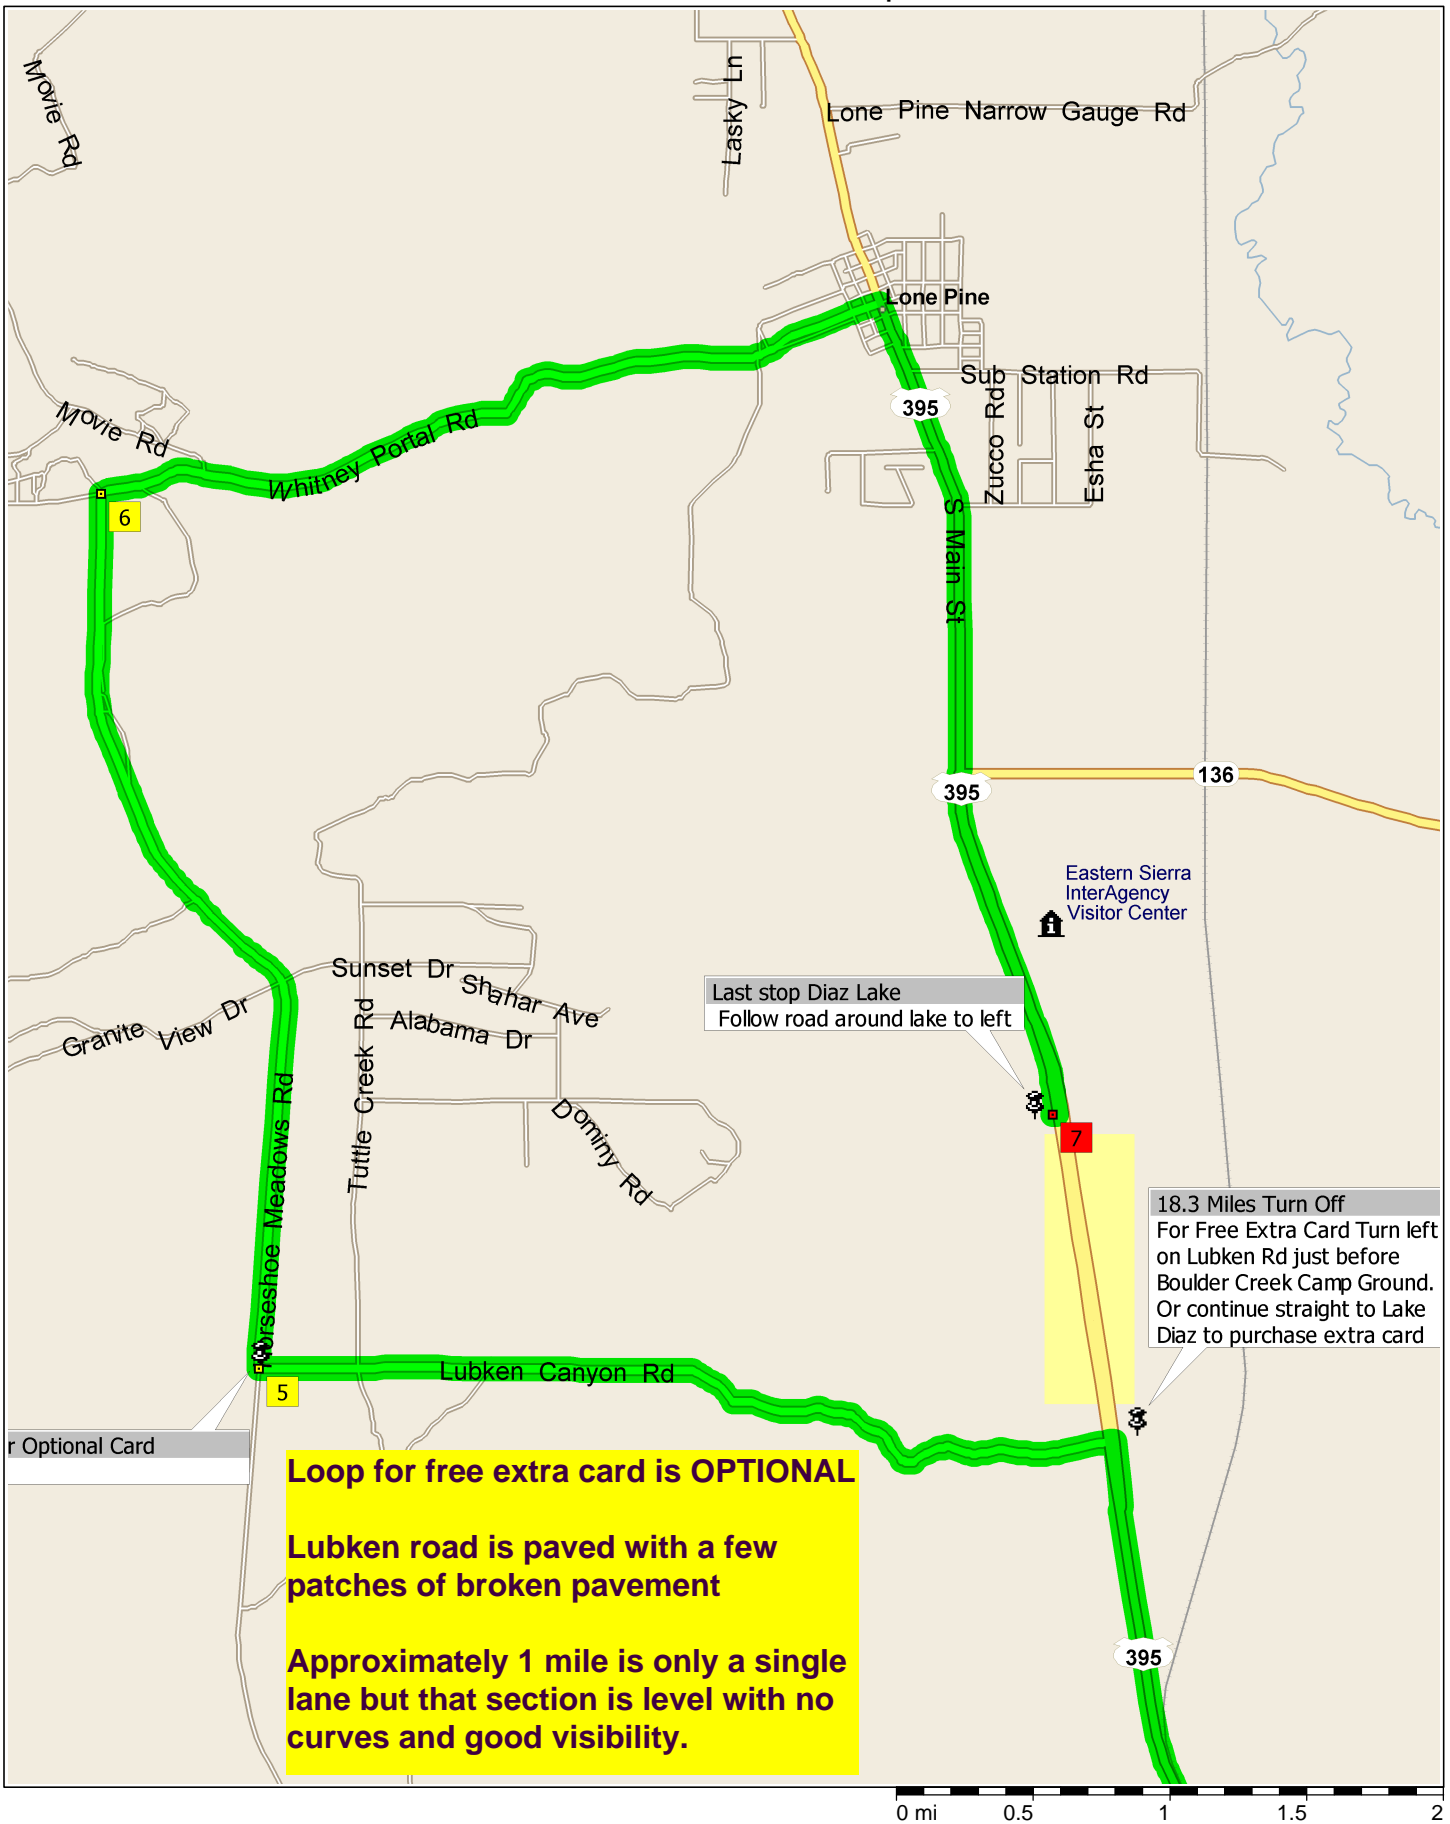 Movie Rd
Lasky Ln
Lone Pine Narrow Gauge Rd
Lone Pine
Sub Station Rd
395
Zucco Rd
Esha St
Movie Rd
Whitney Portal Rd
6
S Main St
136
395
Eastern Sierra
InterAgency
Visitor Center
Sunset Dr
Shahar Ave
Last stop Diaz Lake
Follow road around lake to left
Granite View Dr
Alabama Dr
Tuttle Creek Rd
Horseshoe Meadows Rd
Dominy Rd
7
18.3 Miles Turn Off
For Free Extra Card Turn left
on Lubken Rd just before
Boulder Creek Camp Ground.
Or continue straight to Lake
Diaz to purchase extra card
Lubken Canyon Rd
5
r Optional Card
Loop for free extra card is OPTIONAL
Lubken road is paved with a few
patches of broken pavement
Approximately 1 mile is only a single
lane but that section is level with no
curves and good visibility.
395
0 mi 0.5 1 1.5 2